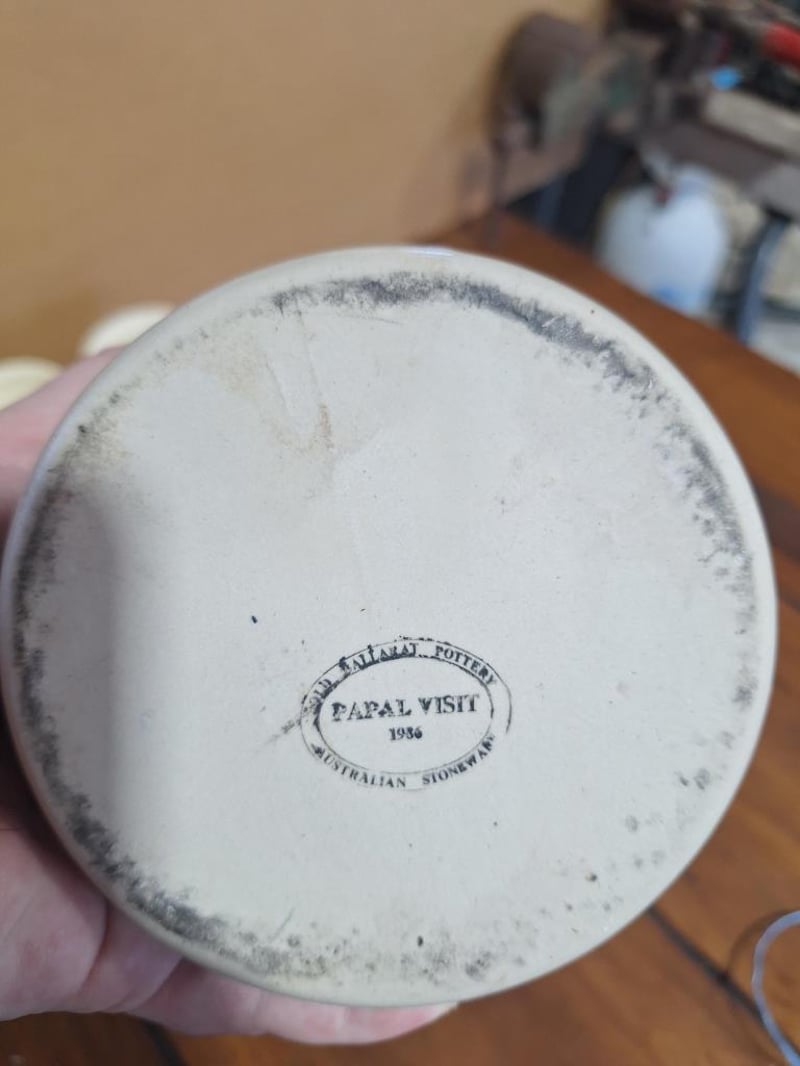 OLD BALLARAT POTTERY
PAPAL VISIT
1986
AUSTRALIAN STONEWARE